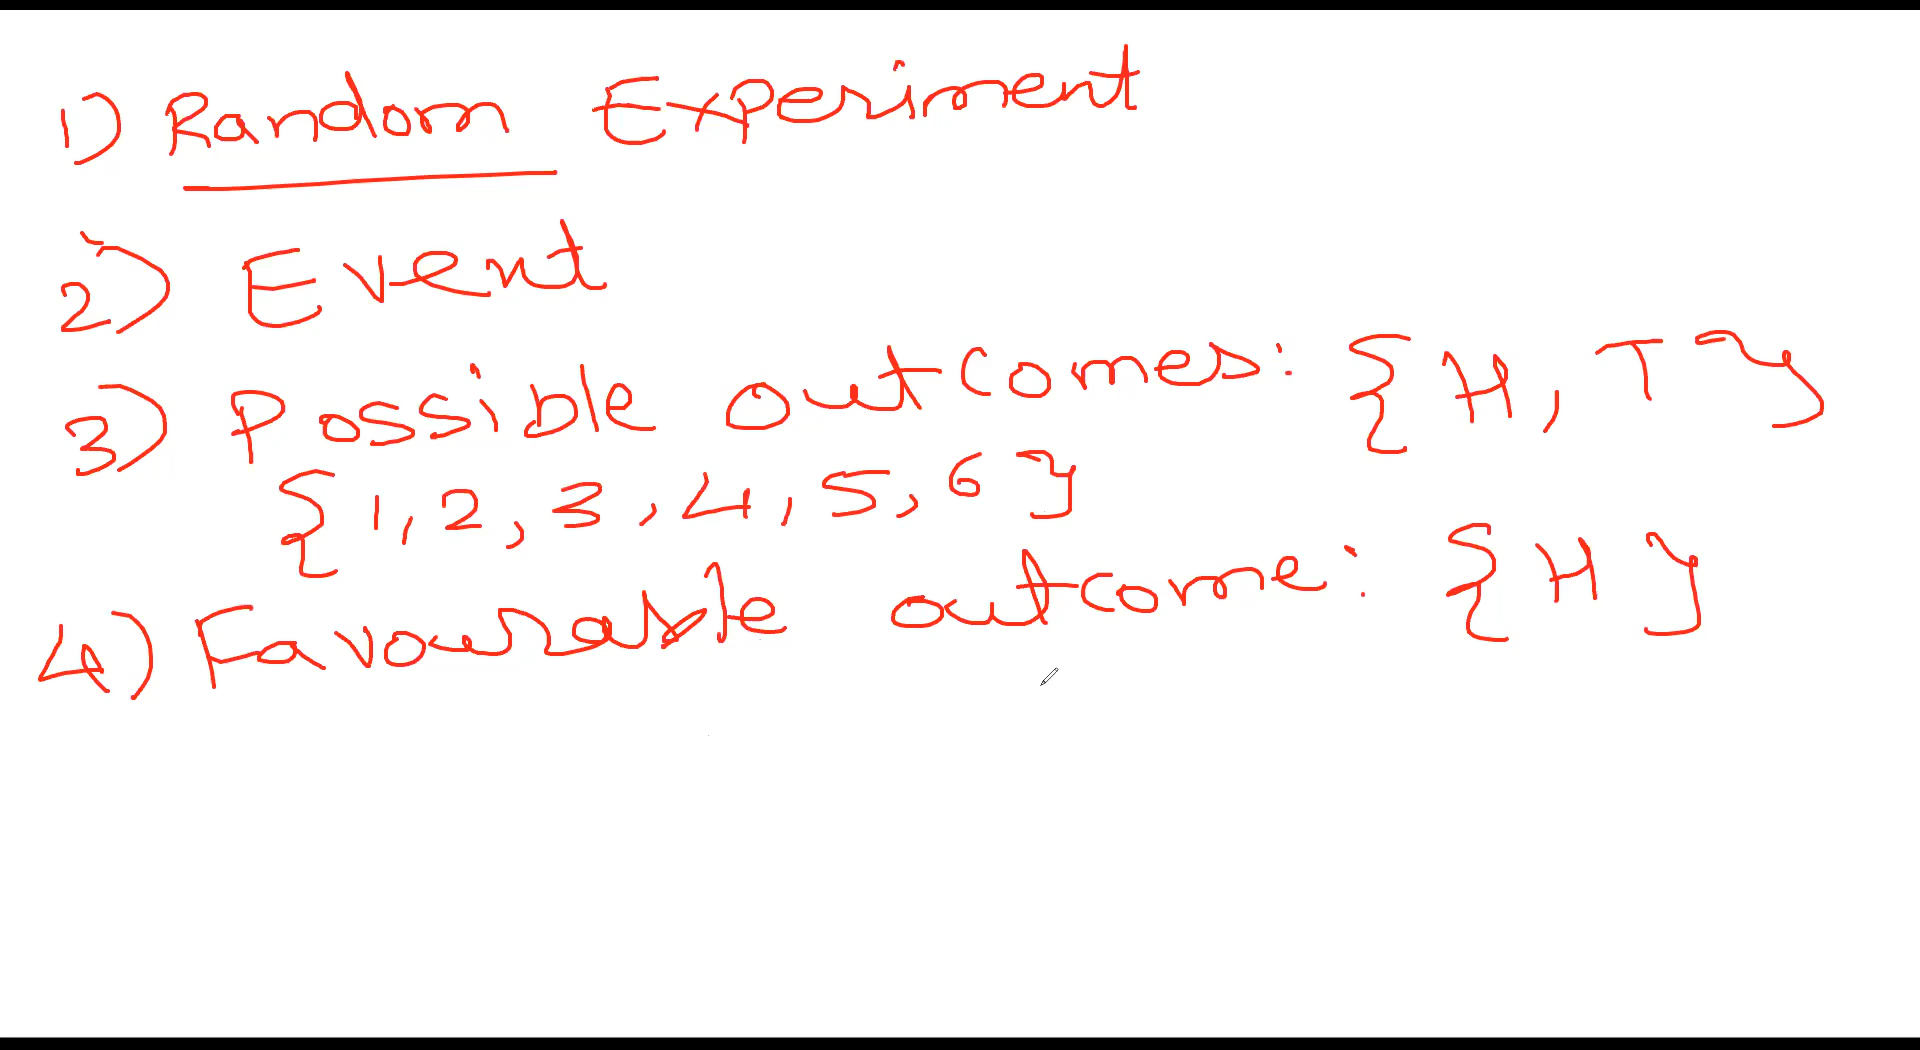 1) Random Experiment
2) Event
3) Possible outcomes: {H, T}
{1, 2, 3, 4, 5, 6}
4) Favourable outcome: {H}